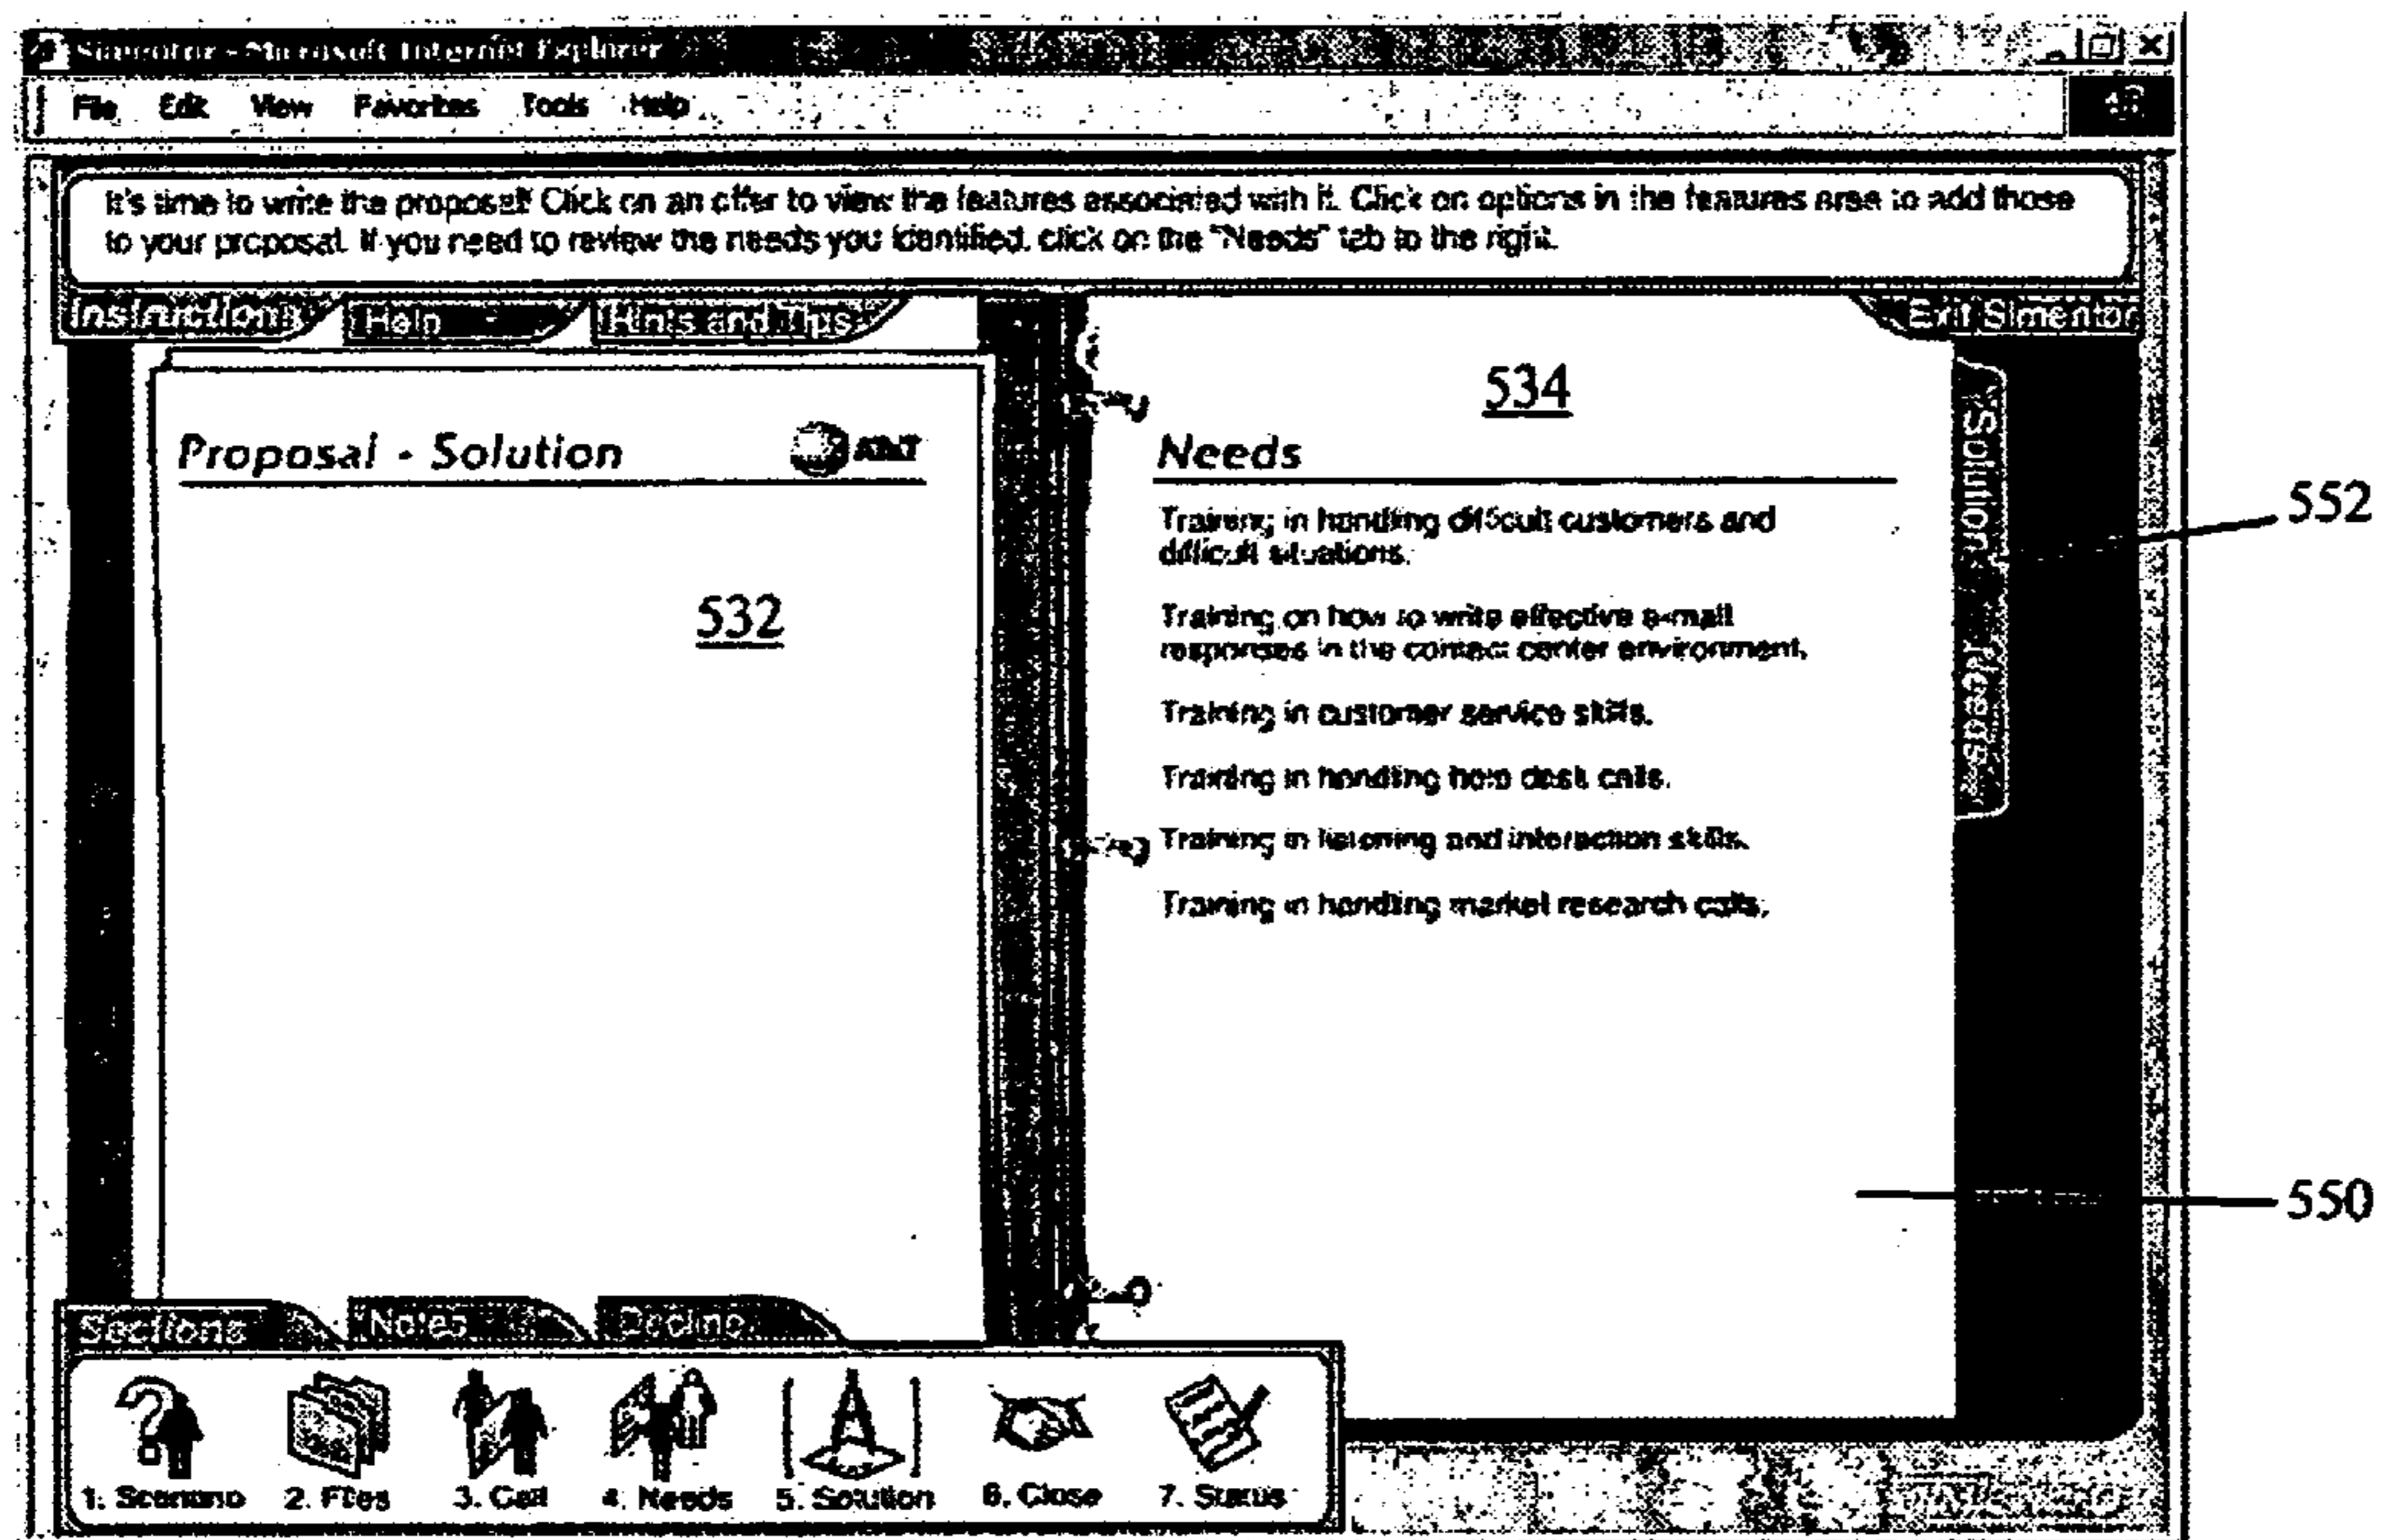 Simentor - Microsoft Internet Explorer
File Edit View Favorites Tools Help
It's time to write the proposal! Click on an offer to view the features associated with it. Click on options in the features area to add those
to your proposal. If you need to review the needs you identified, click on the "Needs" tab to the right.
Instructions Help Hints and Tips Exit Simentor
534
Proposal - Solution AT&T
Needs
Solution
552
Training in handling difficult customers and
difficult situations.
532
Training on how to write effective e-mail
responses in the contact center environment.
Needs
Training in customer service skills.
Training in handling help desk calls.
Training in listening and interaction skills.
Training in handling market research calls.
550
Sections Notes
1. Scenario 2. Files 3. Call 4. Needs 5. Solution 6. Close 7. Status